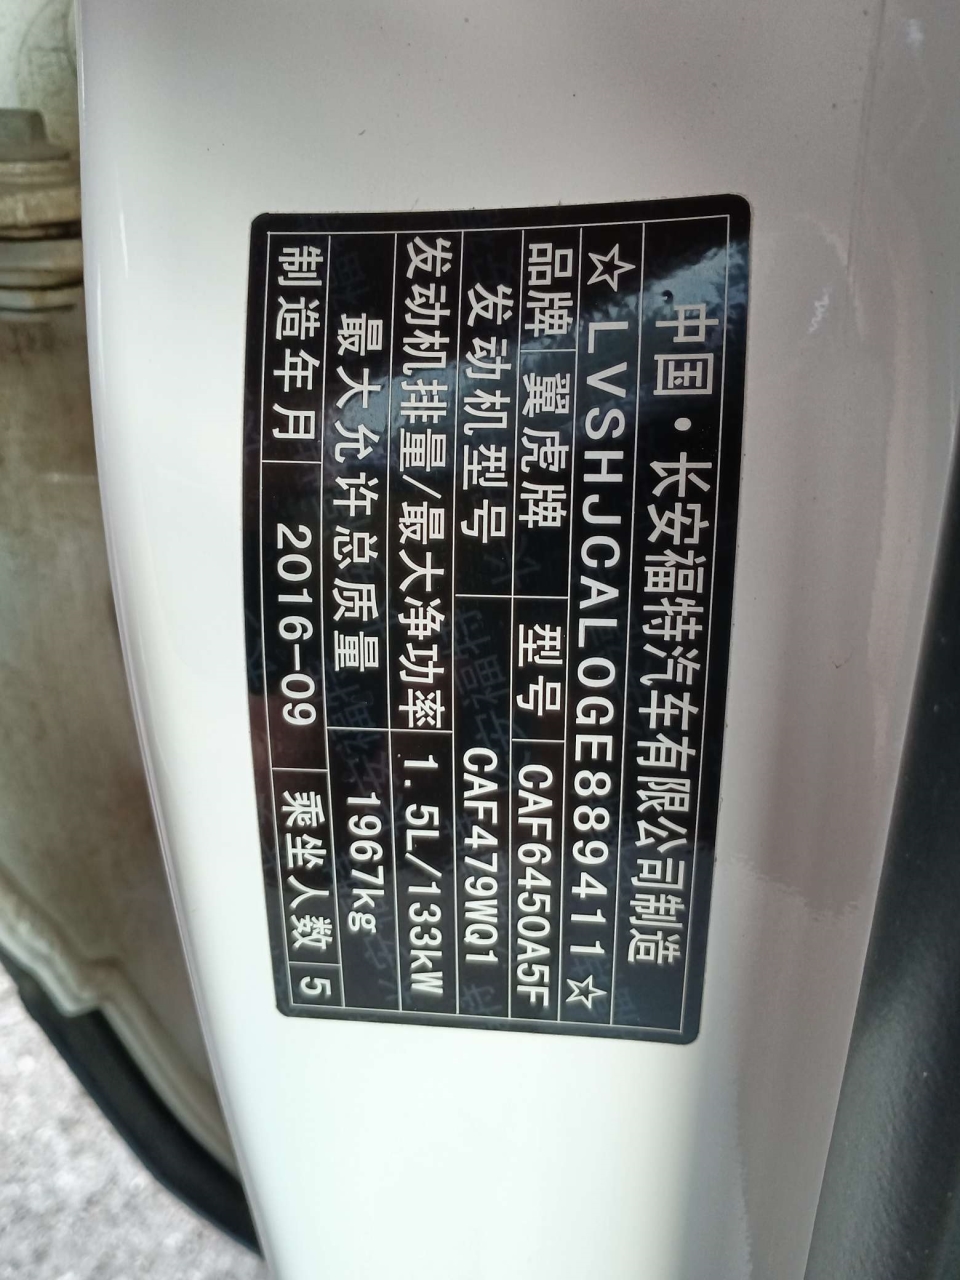 中国·长安福特汽车有限公司制造
☆LVSHJCAL0GE889411☆
品牌 翼虎牌 型号 CAF6450A5F
发动机型号 CAF479WQ1
发动机排量/最大净功率 1.5L/133kW
最大允许总质量 1967kg
制造年月 2016-09 乘坐人数 5